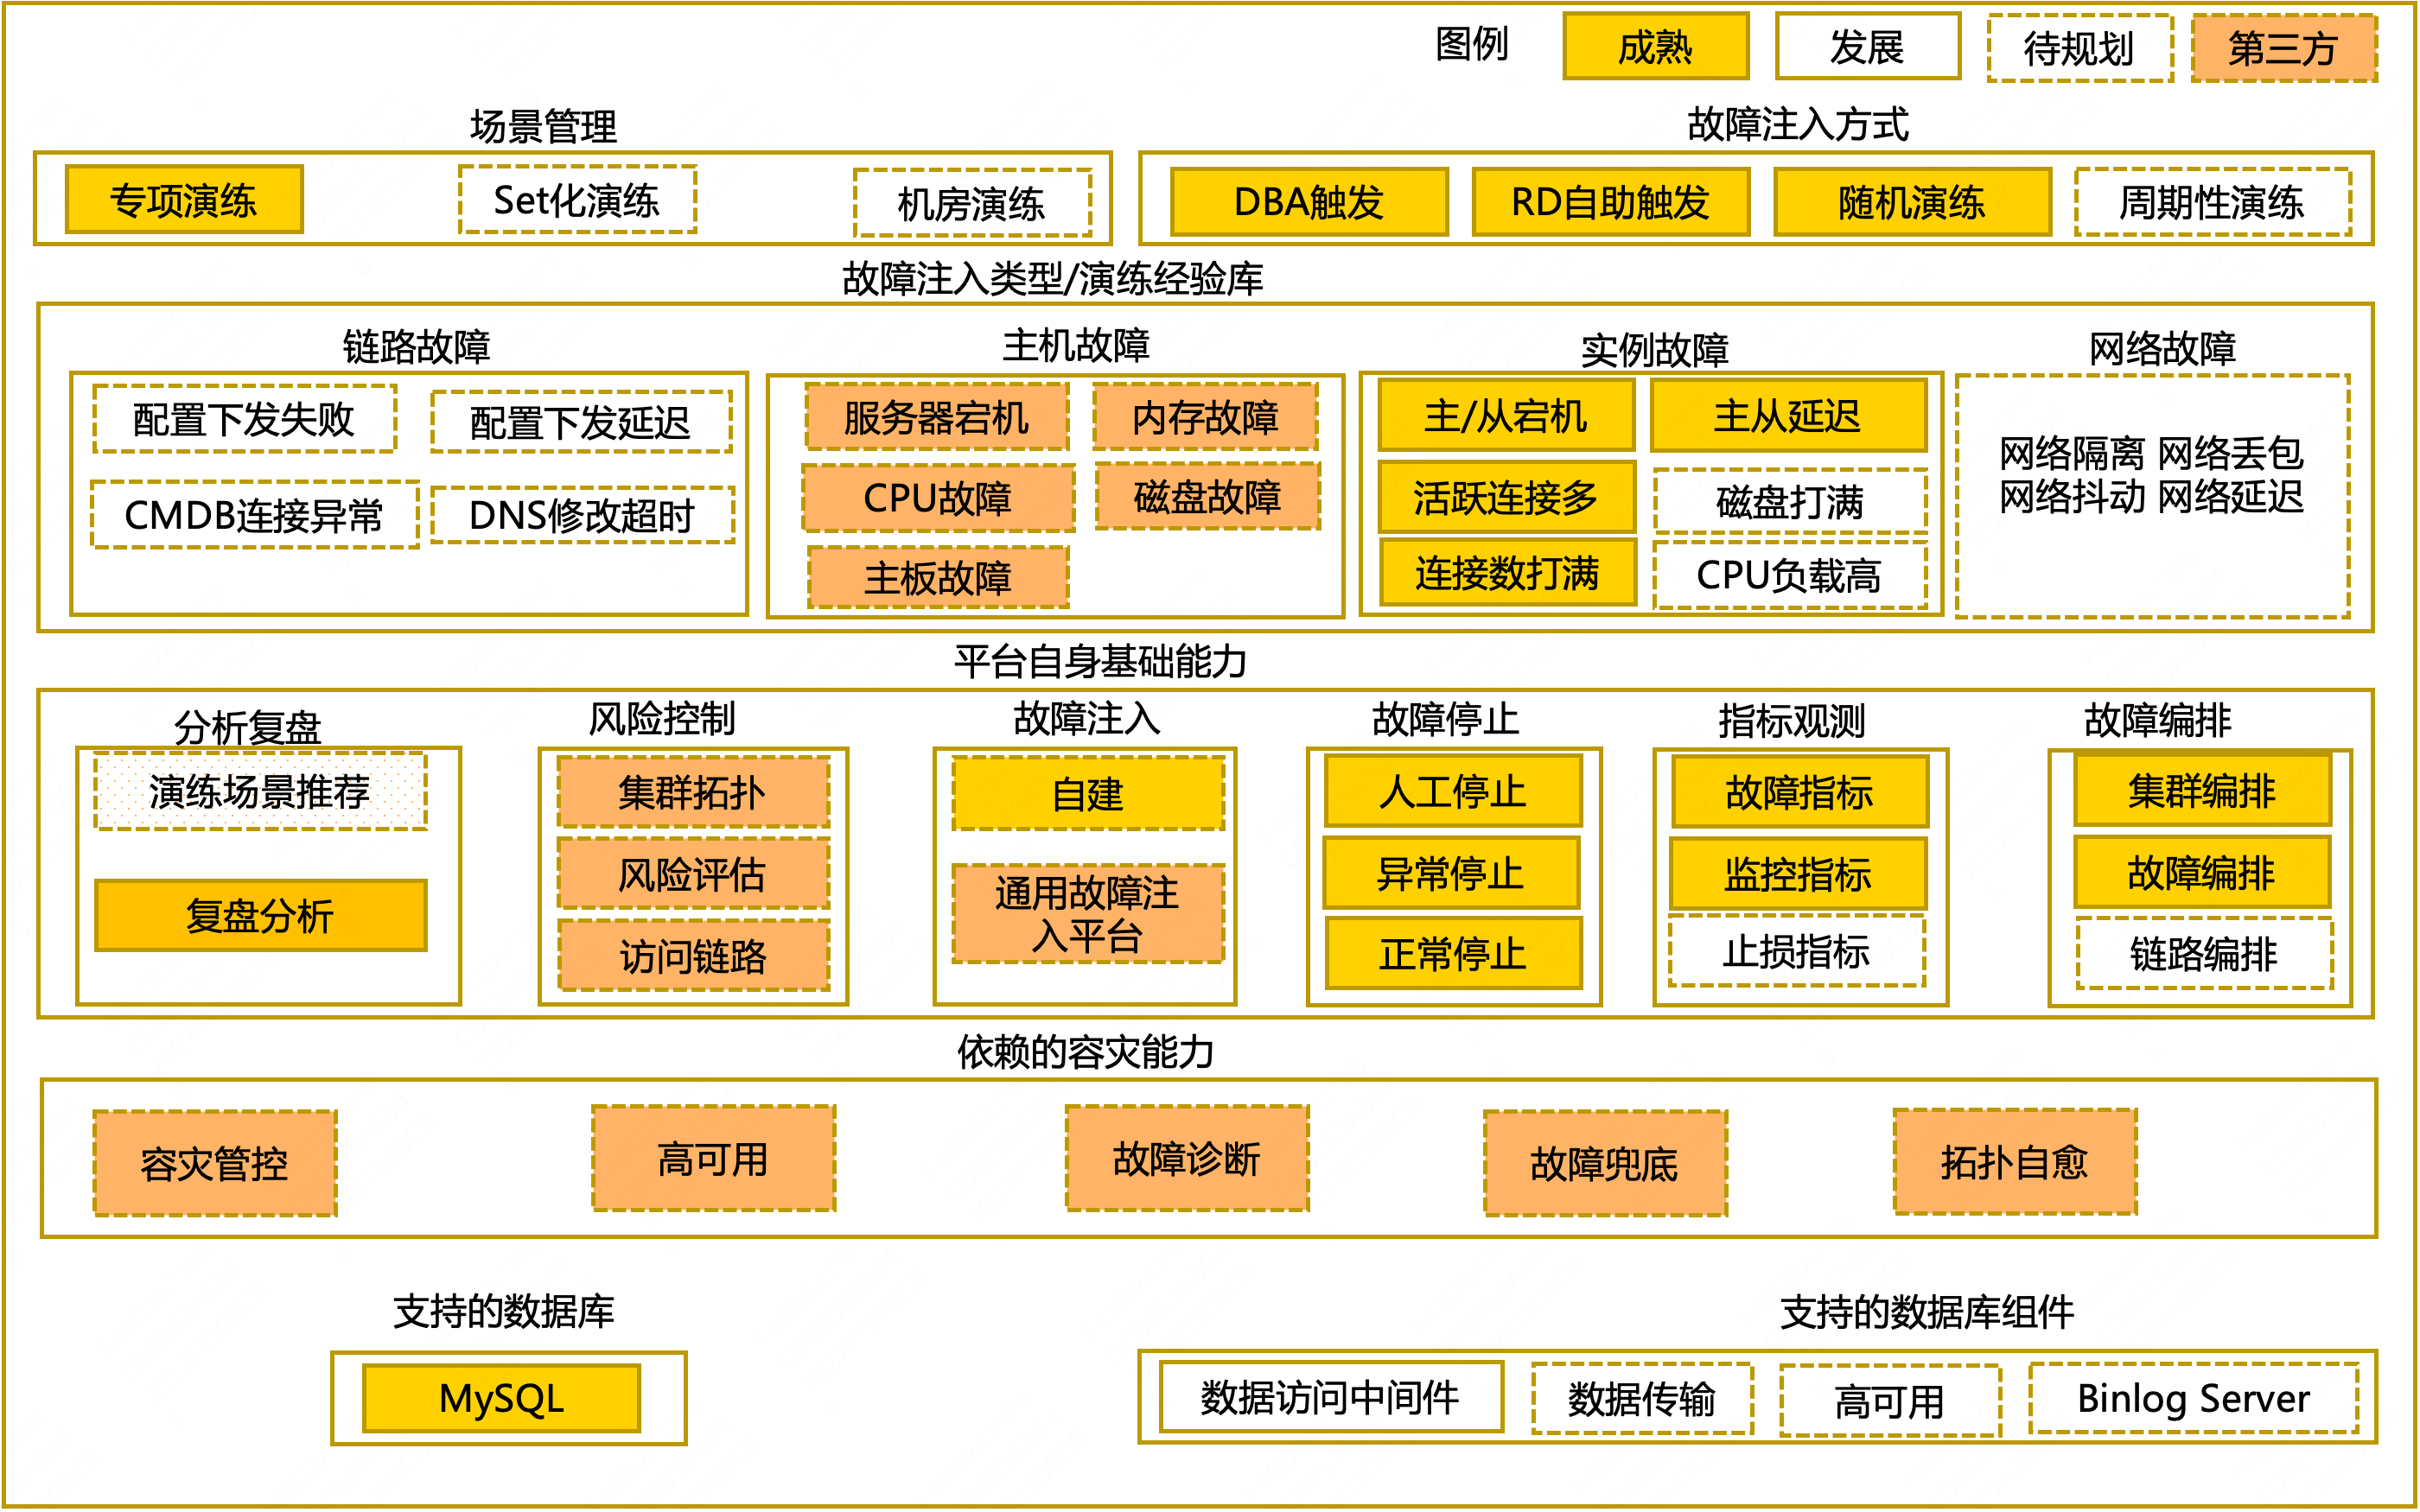 图例
成熟
发展
待规划
第三方
场景管理
专项演练
Set化演练
机房演练
故障注入方式
DBA触发
RD自助触发
随机演练
周期性演练
故障注入类型/演练经验库
链路故障
配置下发失败
配置下发延迟
CMDB连接异常
DNS修改超时
主机故障
服务器宕机
内存故障
CPU故障
磁盘故障
主板故障
实例故障
主/从宕机
主从延迟
活跃连接多
磁盘打满
连接数打满
CPU负载高
网络故障
网络隔离 网络丢包
网络抖动 网络延迟
平台自身基础能力
分析复盘
演练场景推荐
复盘分析
风险控制
集群拓扑
风险评估
访问链路
故障注入
自建
通用故障注
入平台
故障停止
人工停止
异常停止
正常停止
指标观测
故障指标
监控指标
止损指标
故障编排
集群编排
故障编排
链路编排
依赖的容灾能力
容灾管控
高可用
故障诊断
故障兜底
拓扑自愈
支持的数据库
MySQL
支持的数据库组件
数据访问中间件
数据传输
高可用
Binlog Server